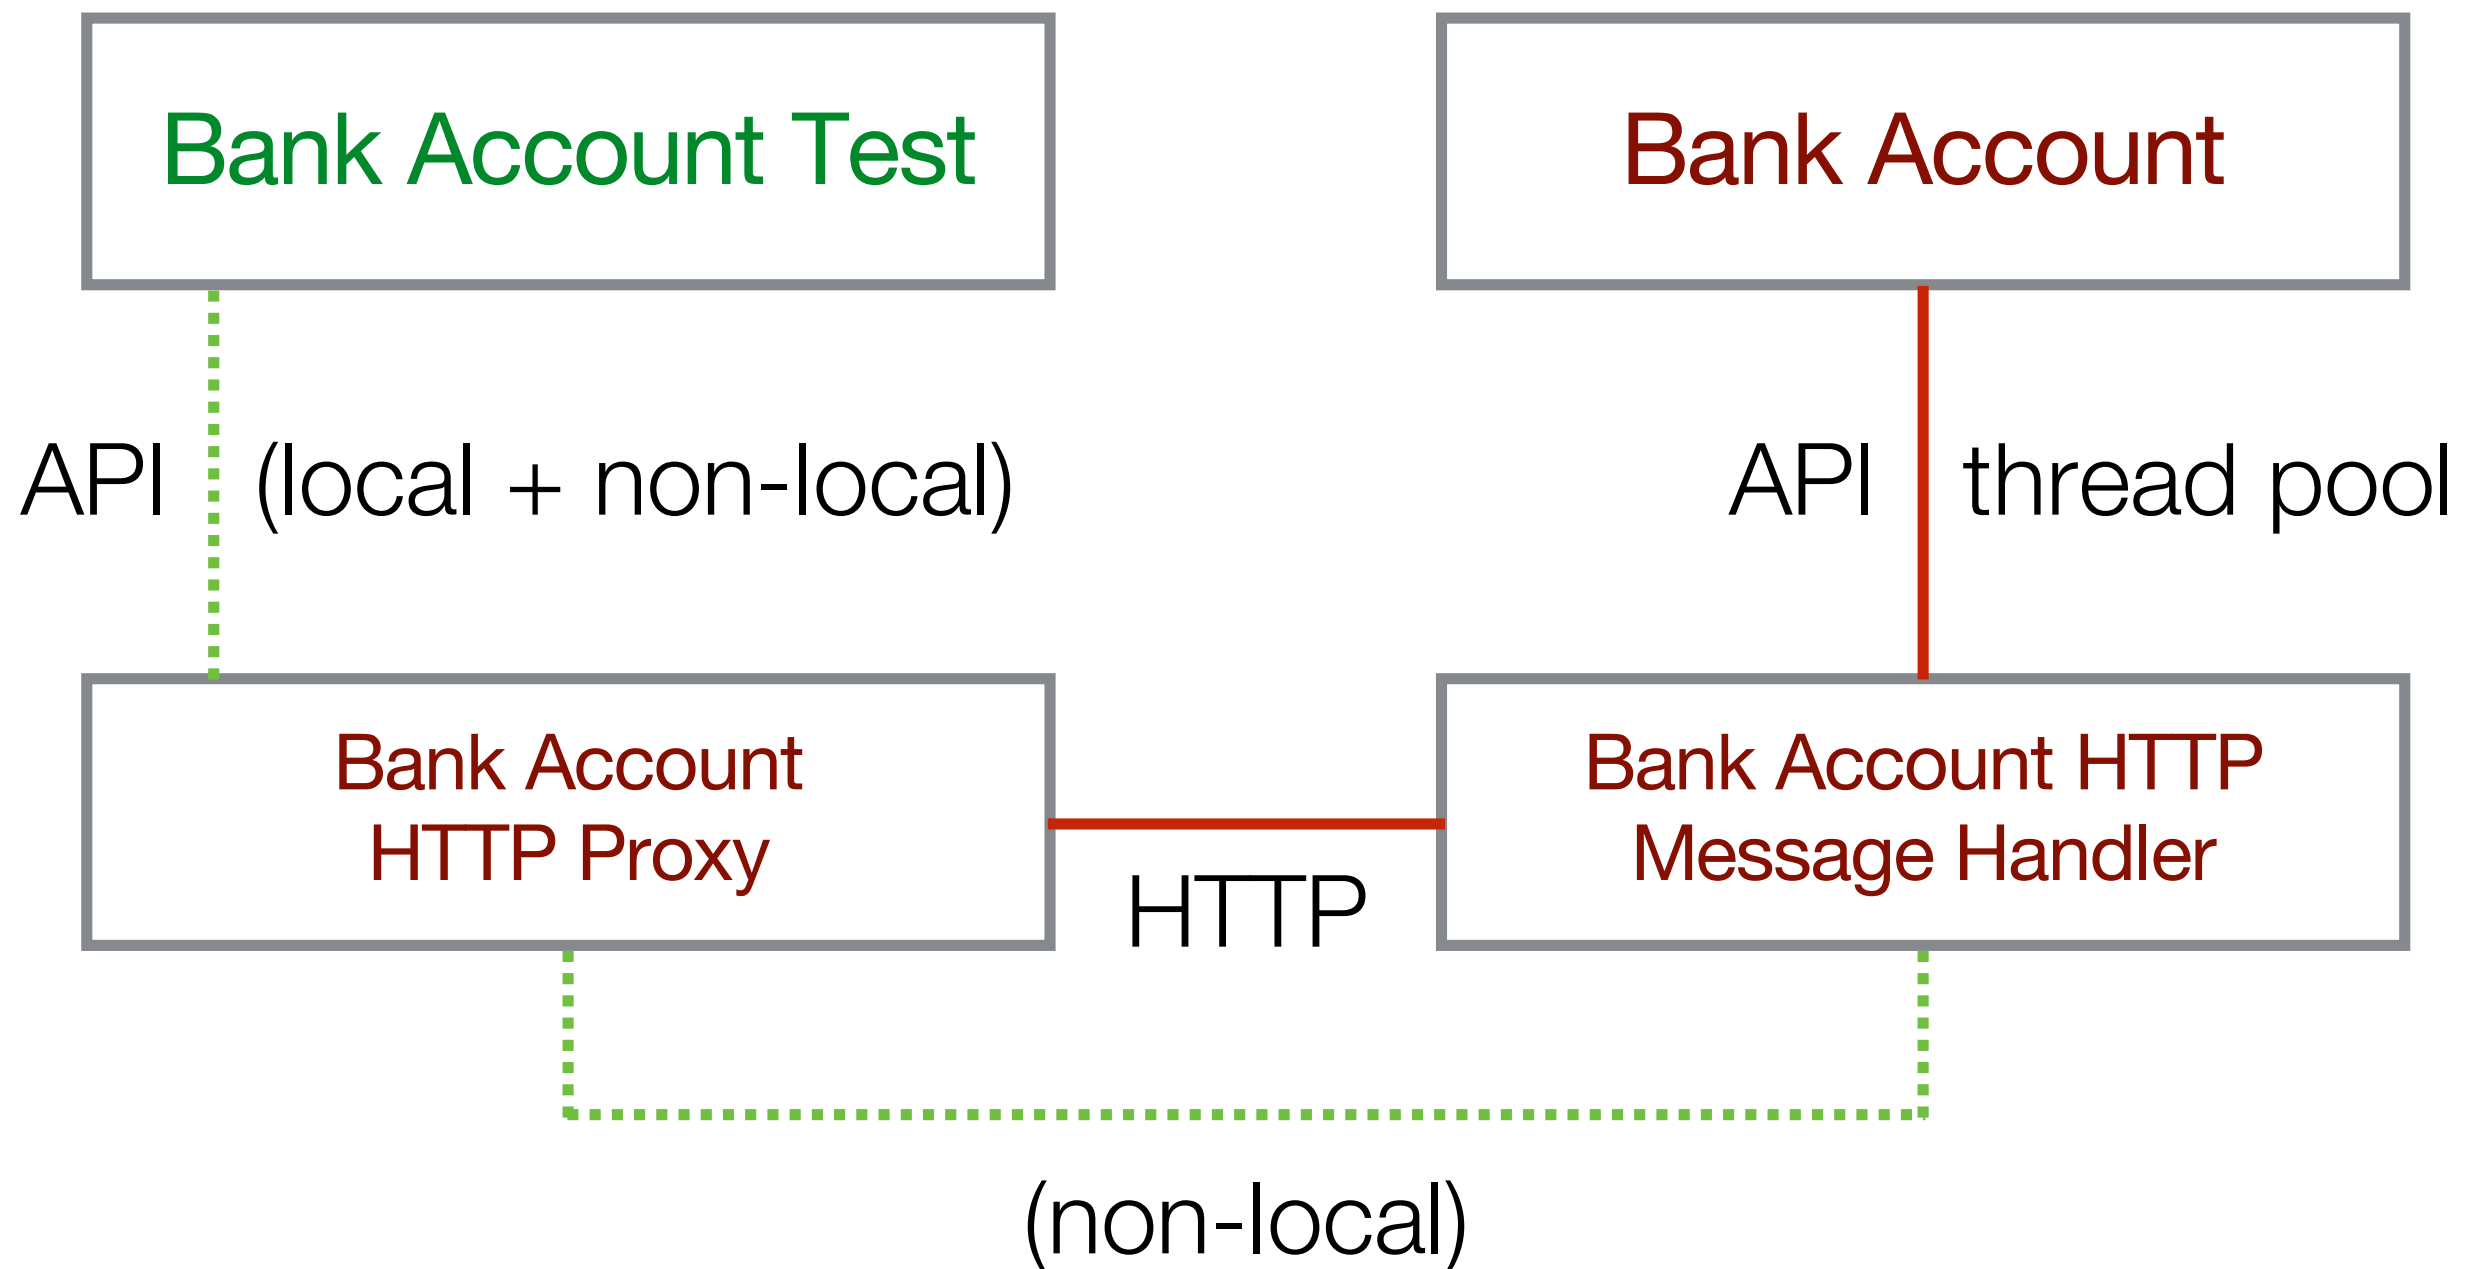 Bank Account Test
Bank Account
API (local + non-local)
API thread pool
Bank Account
HTTP Proxy
HTTP
Bank Account HTTP
Message Handler
(non-local)